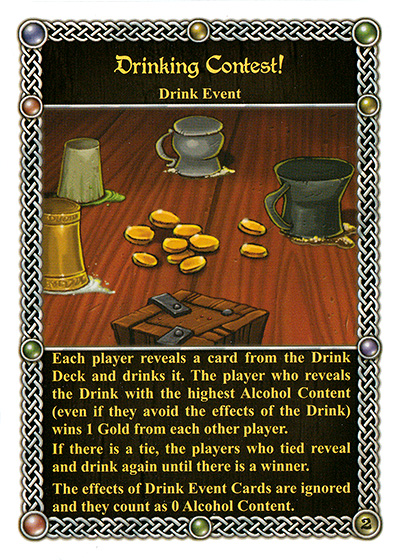 Drinking Contest!
Drink Event
Each player reveals a card from the Drink
Deck and drinks it. The player who reveals
the Drink with the highest Alcohol Content
(even if they avoid the effects of the Drink)
wins 1 Gold from each other player.
If there is a tie, the players who tied reveal
and drink again until there is a winner.
The effects of Drink Event Cards are ignored
and they count as 0 Alcohol Content.
2